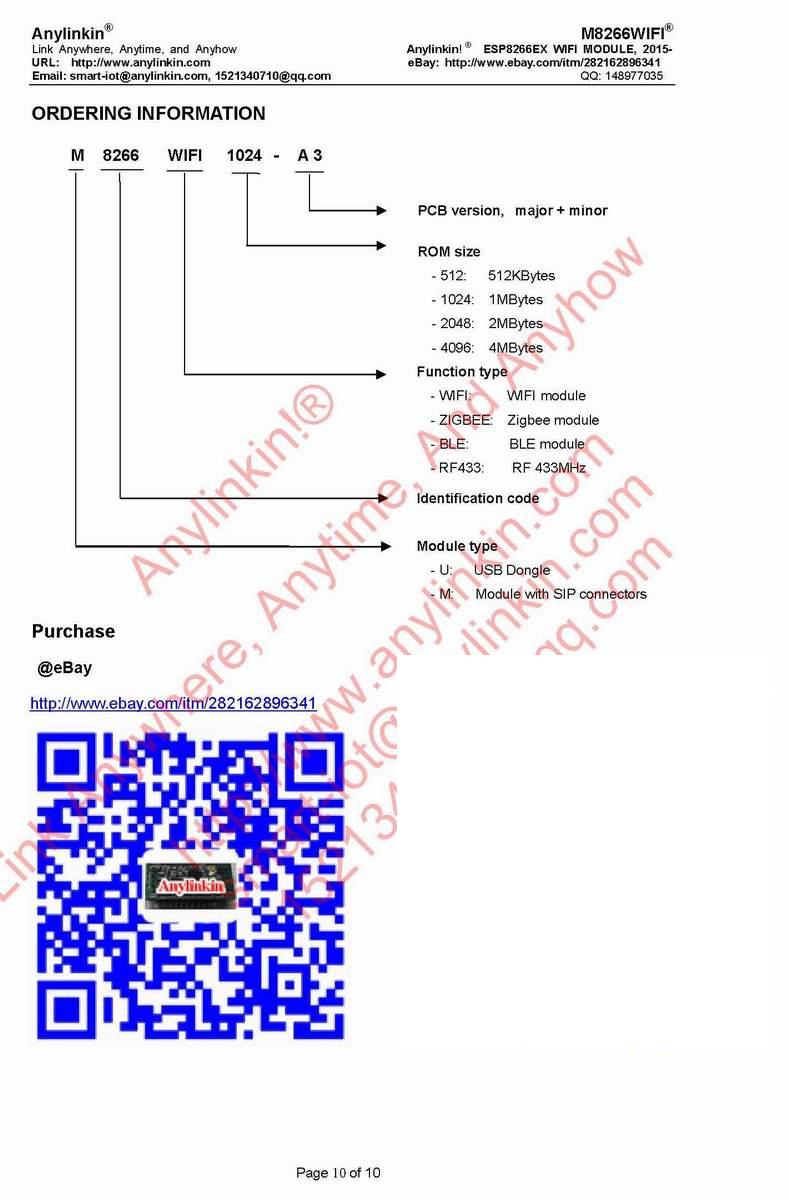 Anylinkin® M8266WIFI®
Link Anywhere, Anytime, and Anyhow Anylinkin! ® ESP8266EX WIFI MODULE, 2015-
URL: http://www.anylinkin.com eBay: http://www.ebay.com/itm/282162896341
Email: smart-iot@anylinkin.com, 1521340710@qq.com QQ: 148977035
ORDERING INFORMATION
M 8266 WIFI 1024 - A 3
PCB version, major + minor
ROM size
- 512: 512KBytes
- 1024: 1MBytes
- 2048: 2MBytes
- 4096: 4MBytes
Function type
- WIFI: WIFI module
- ZIGBEE: Zigbee module
- BLE: BLE module
- RF433: RF 433MHz
Identification code
Module type
- U: USB Dongle
- M: Module with SIP connectors
Purchase
@eBay
http://www.ebay.com/itm/282162896341
Anylinkin
Page 10 of 10
Anylinkin!®
Link Anywhere, Anytime, And Anyhow
http://www.anylinkin.com
smart-iot@ ylinkin.com
15213 qq.com